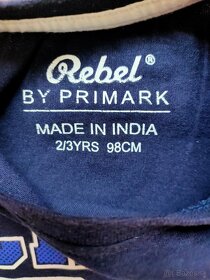 Rebel®
BY PRIMARK
MADE IN INDIA
2/3YRS 98CM